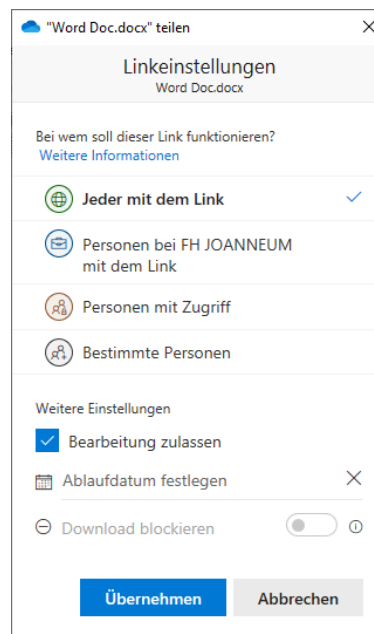 "Word Doc.docx" teilen
Linkeinstellungen
Word Doc.docx
Bei wem soll dieser Link funktionieren?
Weitere Informationen
Jeder mit dem Link
Personen bei FH JOANNEUM
mit dem Link
Personen mit Zugriff
Bestimmte Personen
Weitere Einstellungen
Bearbeitung zulassen
Ablaufdatum festlegen
Download blockieren
Übernehmen Abbrechen